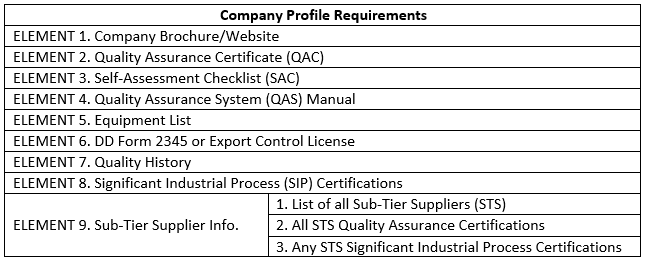 Company Profile Requirements
ELEMENT 1. Company Brochure/Website
ELEMENT 2. Quality Assurance Certificate (QAC)
ELEMENT 3. Self-Assessment Checklist (SAC)
ELEMENT 4. Quality Assurance System (QAS) Manual
ELEMENT 5. Equipment List
ELEMENT 6. DD Form 2345 or Export Control License
ELEMENT 7. Quality History
ELEMENT 8. Significant Industrial Process (SIP) Certifications
ELEMENT 9. Sub-Tier Supplier Info.
1. List of all Sub-Tier Suppliers (STS)
2. All STS Quality Assurance Certifications
3. Any STS Significant Industrial Process Certifications